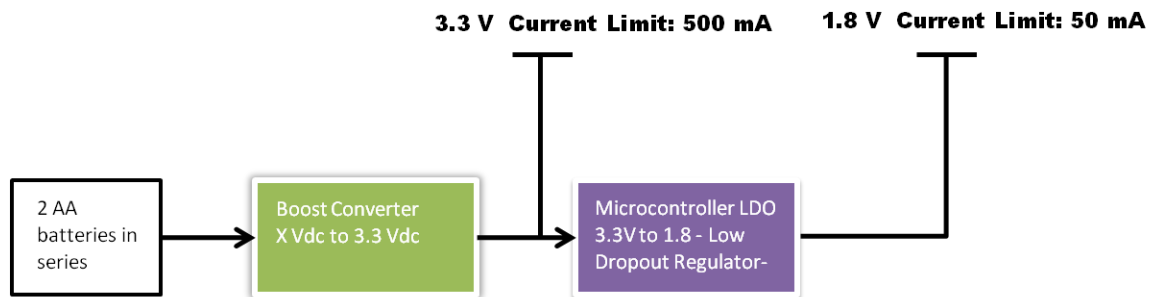 3.3 V  Current Limit: 500 mA
1.8 V  Current Limit: 50 mA
2 AA
batteries in
series
Boost Converter
X Vdc to 3.3 Vdc
Microcontroller LDO
3.3V to 1.8 - Low
Dropout Regulator-